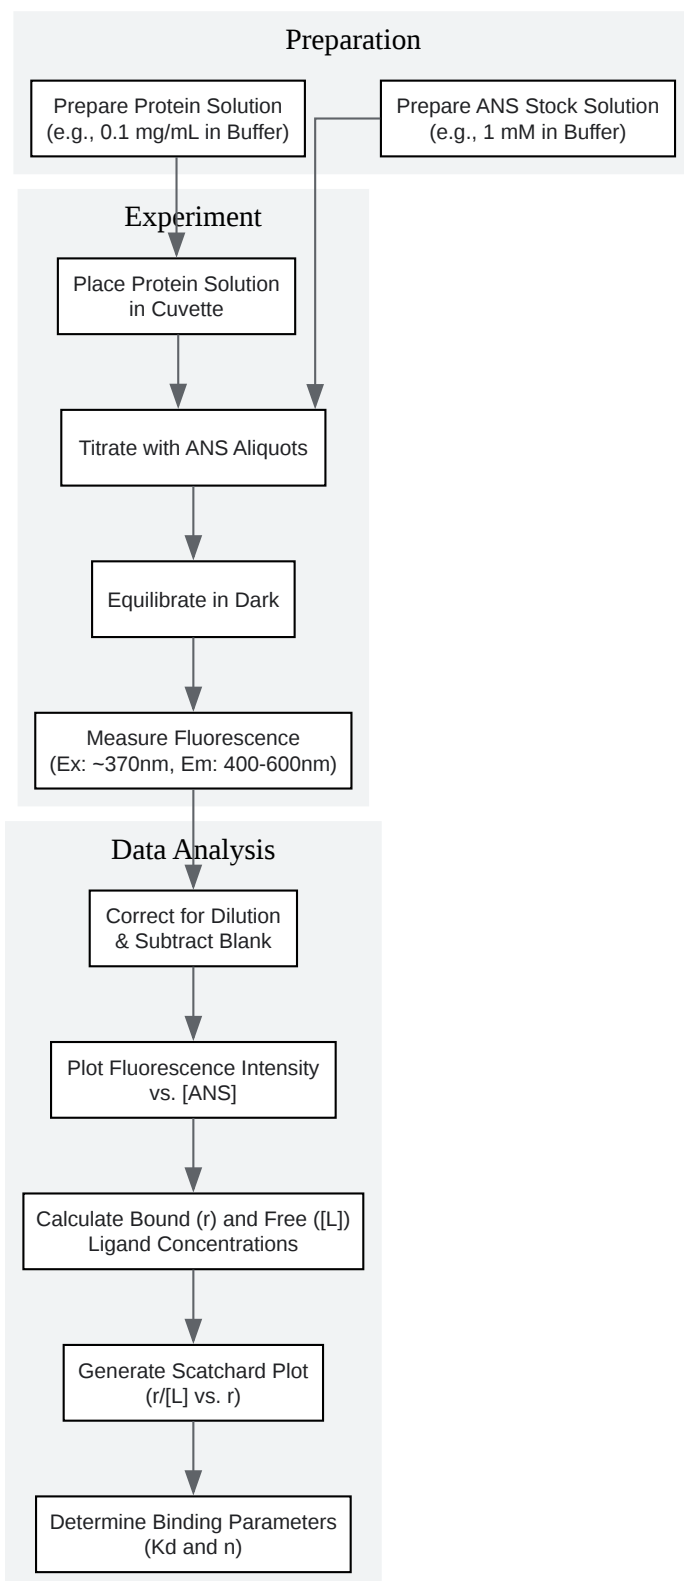 Preparation
Prepare Protein Solution
(e.g., 0.1 mg/mL in Buffer)
Prepare ANS Stock Solution
(e.g., 1 mM in Buffer)
Experiment
Place Protein Solution
in Cuvette
Titrate with ANS Aliquots
Equilibrate in Dark
Measure Fluorescence
(Ex: ~370nm, Em: 400-600nm)
Data Analysis
Correct for Dilution
& Subtract Blank
Plot Fluorescence Intensity
vs. [ANS]
Calculate Bound (r) and Free ([L])
Ligand Concentrations
Generate Scatchard Plot
(r/[L] vs. r)
Determine Binding Parameters
(Kd and n)